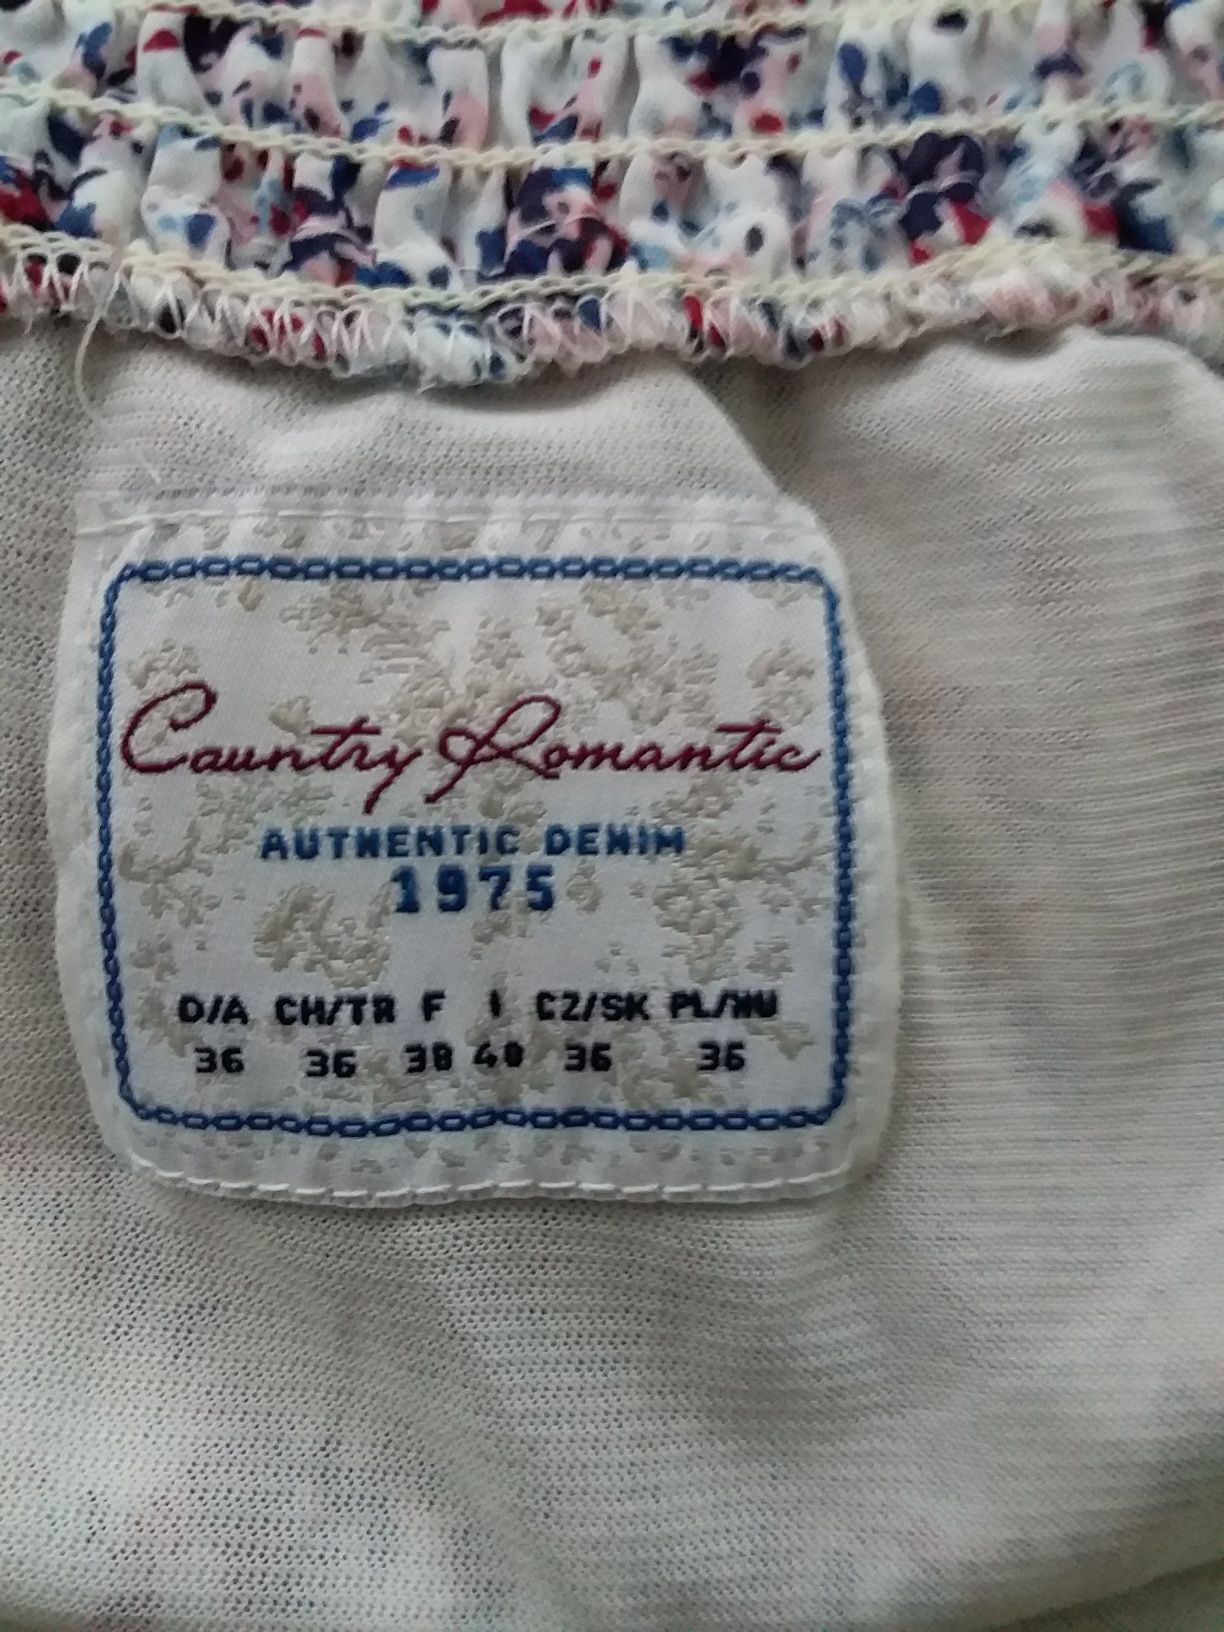 Country Romantic
AUTHENTIC DENIM
1975
D/A CH/TR F I CZ/SK PL/HU
36 36 38 40 36 36